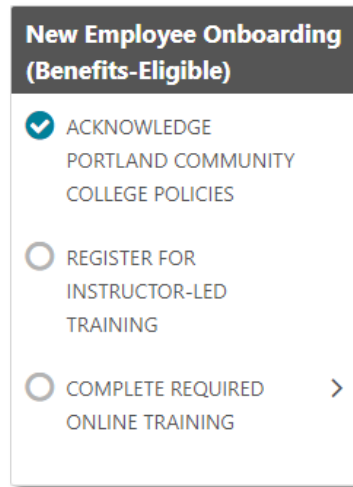 New Employee Onboarding
(Benefits-Eligible)
ACKNOWLEDGE
PORTLAND COMMUNITY
COLLEGE POLICIES
REGISTER FOR
INSTRUCTOR-LED
TRAINING
COMPLETE REQUIRED
ONLINE TRAINING